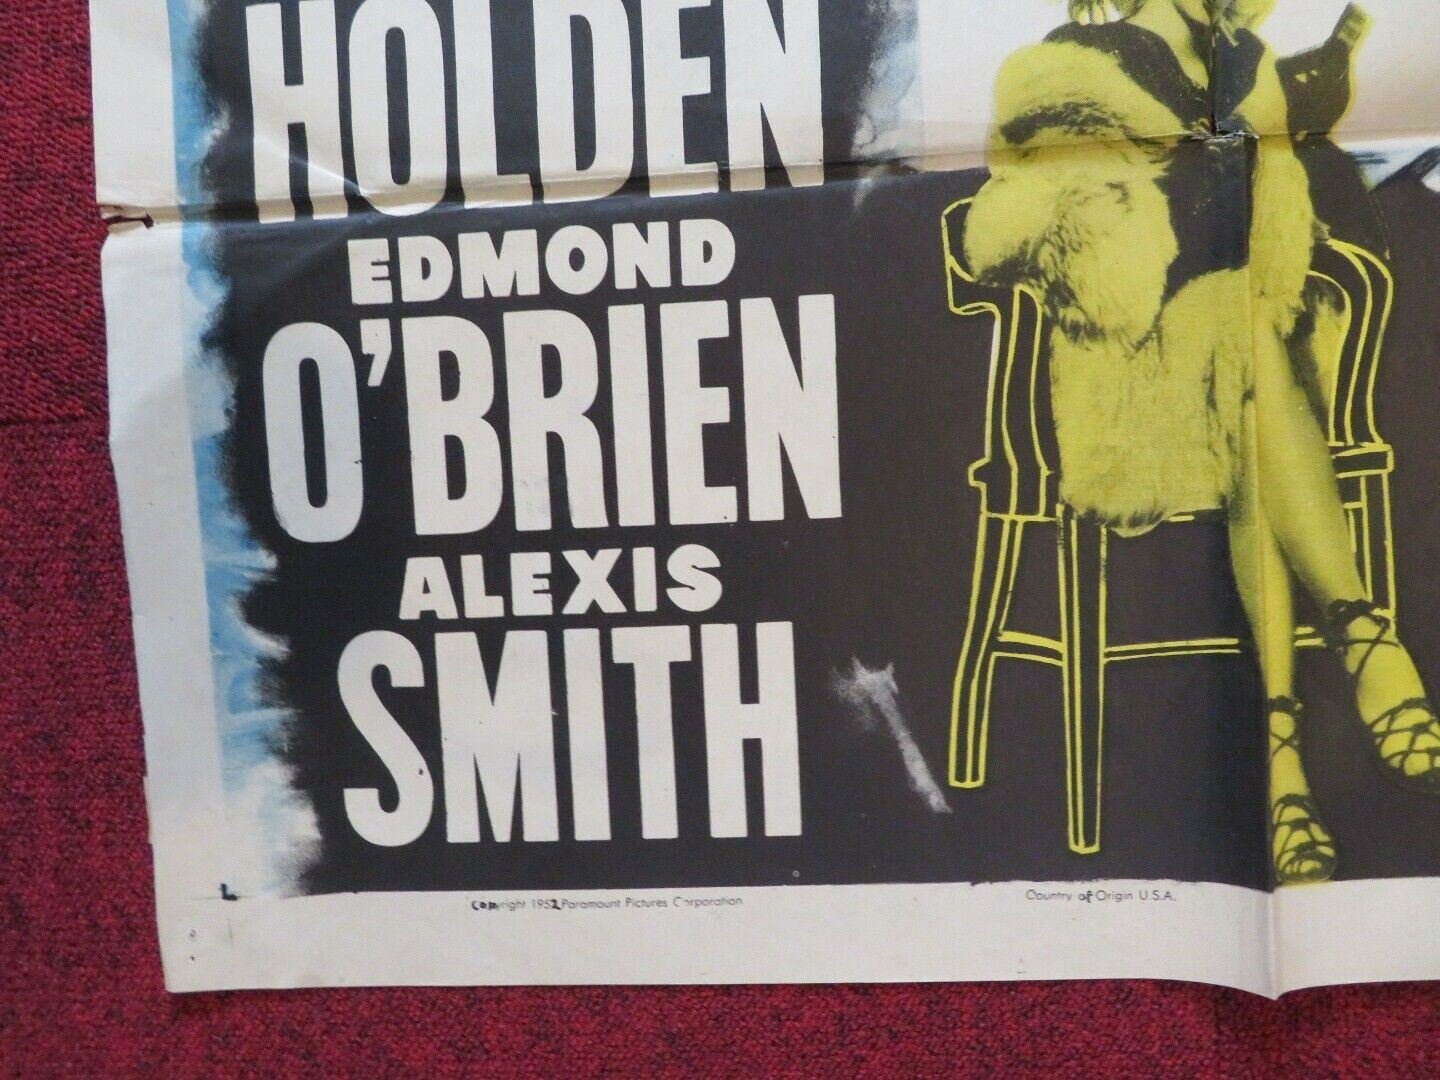 HOLDEN
EDMOND
O'BRIEN
ALEXIS
SMITH
L
Copyright 1952 Paramount Pictures Corporation
Country of Origin U.S.A.